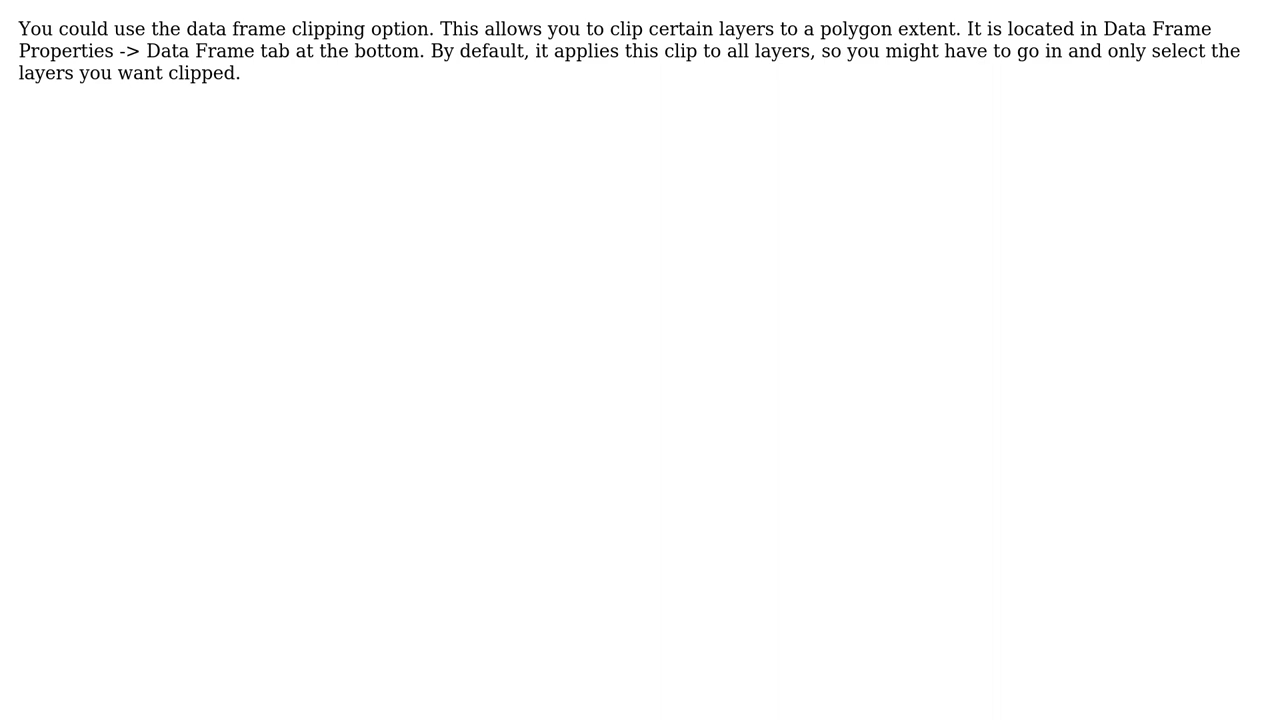 You could use the data frame clipping option. This allows you to clip certain layers to a polygon extent. It is located in Data Frame
Properties -> Data Frame tab at the bottom. By default, it applies this clip to all layers, so you might have to go in and only select the
layers you want clipped.